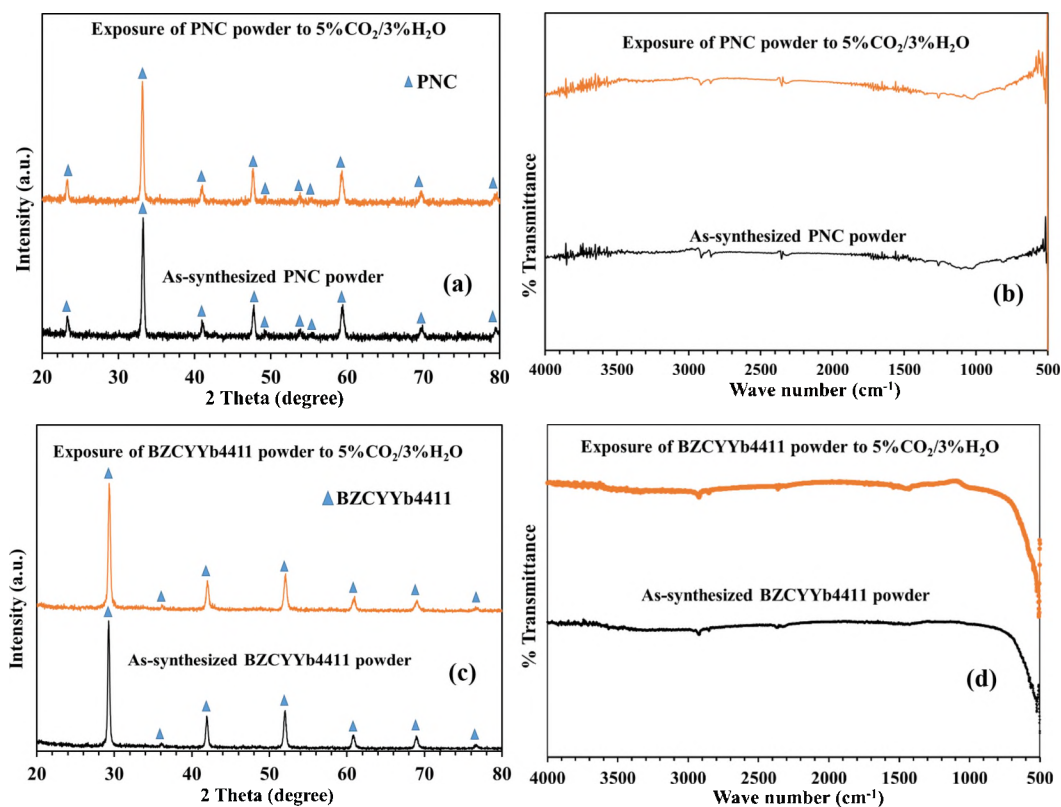 Exposure of PNC powder to 5%CO₂/3%H₂O
PNC
As-synthesized PNC powder
(a)
Intensity (a.u.)
20 30 40 50 60 70 80
2 Theta (degree)
Exposure of PNC powder to 5%CO₂/3%H₂O
As-synthesized PNC powder
(b)
% Transmittance
4000 3500 3000 2500 2000 1500 1000 500
Wave number (cm⁻¹)
Exposure of BZCYYb4411 powder to 5%CO₂/3%H₂O
BZCYYb4411
As-synthesized BZCYYb4411 powder
(c)
Intensity (a.u.)
20 30 40 50 60 70 80
2 Theta (degree)
Exposure of BZCYYb4411 powder to 5%CO₂/3%H₂O
As-synthesized BZCYYb4411 powder
(d)
% Transmittance
4000 3500 3000 2500 2000 1500 1000 500
Wave number (cm⁻¹)